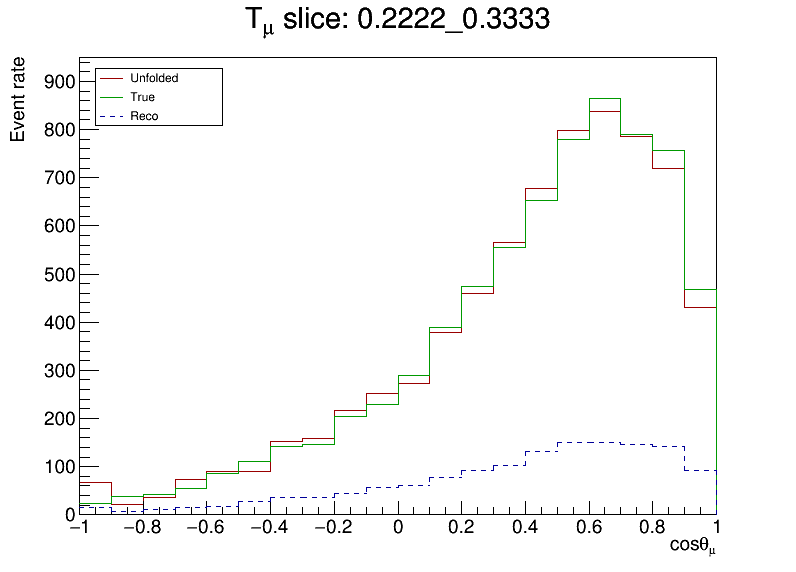 Tμ slice: 0.2222_0.3333
Event rate
Unfolded
True
Reco
900
800
700
600
500
400
300
200
100
0
−1 −0.8 −0.6 −0.4 −0.2 0 0.2 0.4 0.6 0.8 1
cosθμ